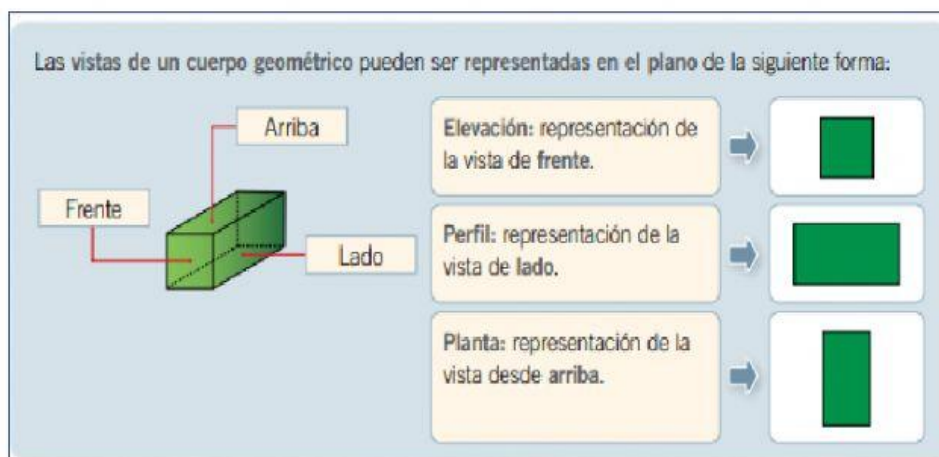 Las vistas de un cuerpo geométrico pueden ser representadas en el plano de la siguiente forma:
Arriba
Frente
Lado
Elevación: representación de
la vista de frente.
Perfil: representación de la
vista de lado.
Planta: representación de la
vista desde arriba.